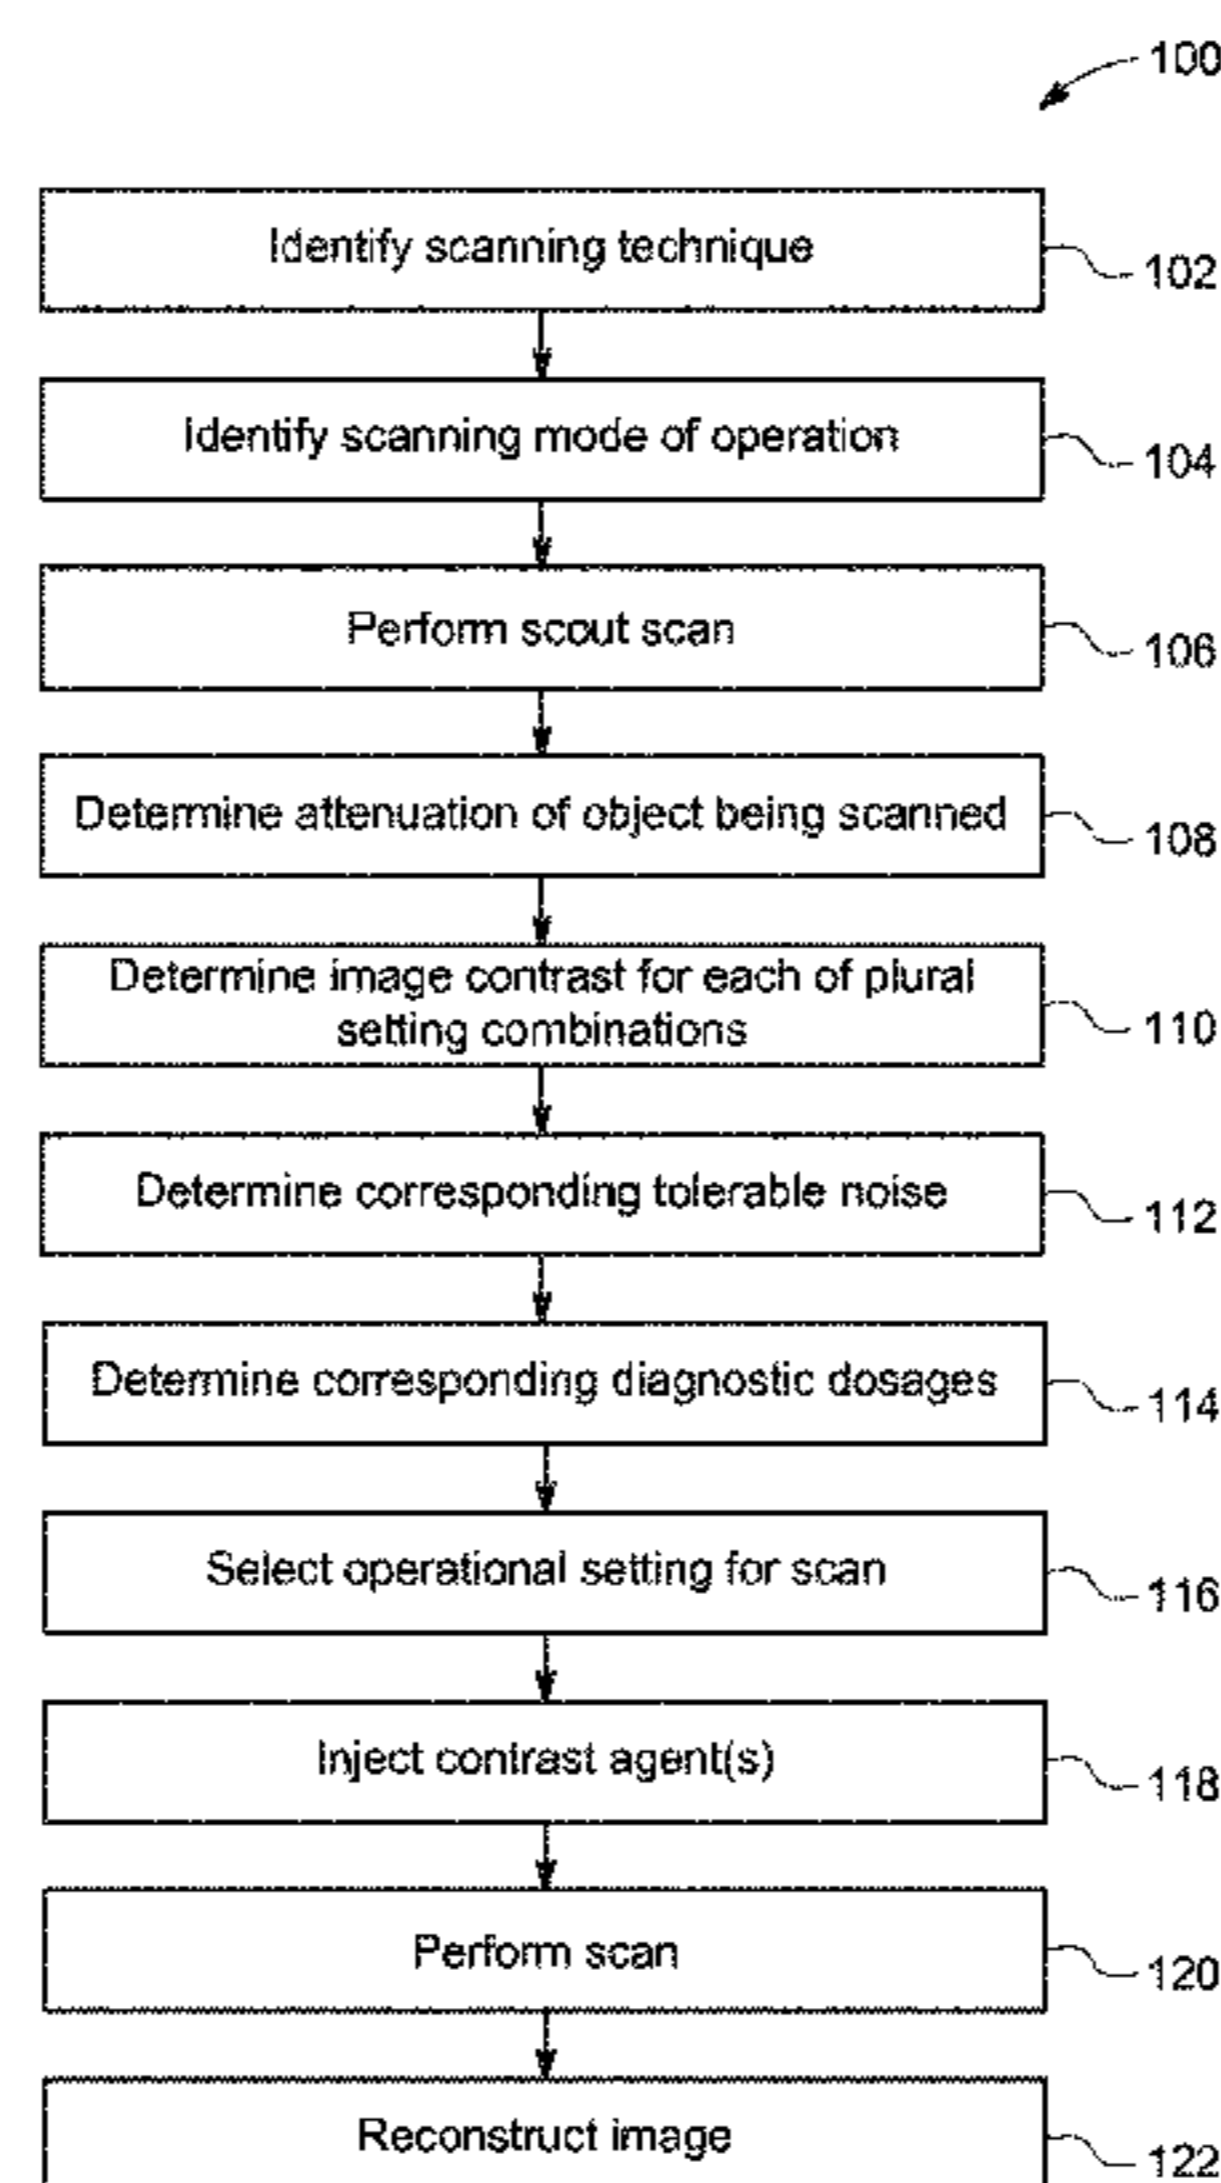 100
Identify scanning technique
102
Identify scanning mode of operation
104
Perform scout scan
106
Determine attenuation of object being scanned
108
Determine image contrast for each of plural
setting combinations
110
Determine corresponding tolerable noise
112
Determine corresponding diagnostic dosages
114
Select operational setting for scan
116
Inject contrast agent(s)
118
Perform scan
120
Reconstruct image
122